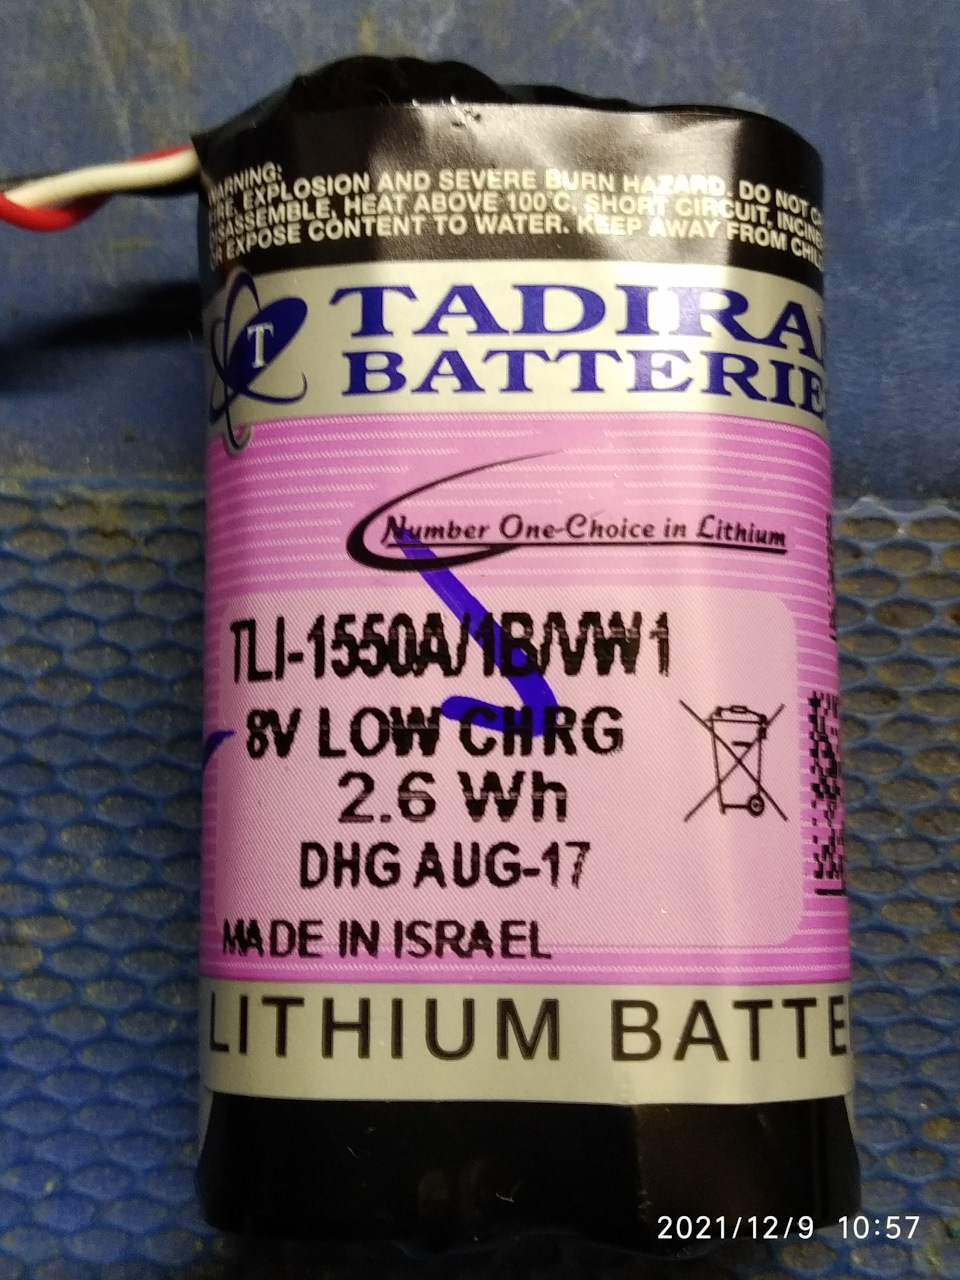 WARNING:
FIRE, EXPLOSION AND SEVERE BURN HAZARD. DO NOT
DISASSEMBLE, HEAT ABOVE 100°C, SHORT CIRCUIT,
OR EXPOSE CONTENT TO WATER. KEEP AWAY FROM
T
TADIRA
BATTERIE
Number One-Choice in Lithium
TLI-1550A/1B/VW1
8V LOW CHRG
2.6 Wh
DHG AUG-17
MADE IN ISRAEL
LITHIUM BATTE
2021/12/9 10:57